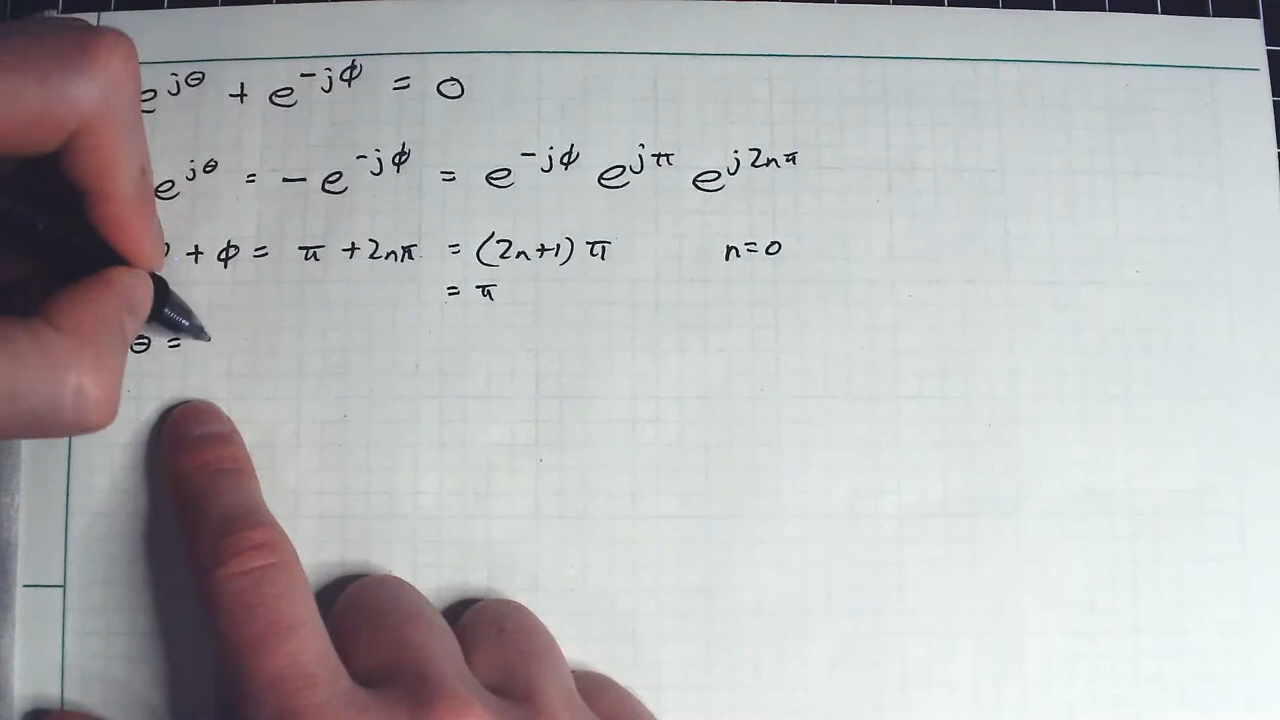 e^{jθ} + e^{-jϕ} = 0
e^{jθ} = -e^{-jϕ} = e^{-jϕ} e^{jπ} e^{j2nπ}
+ ϕ = π + 2nπ = (2n+1) π n=0
= π
θ =